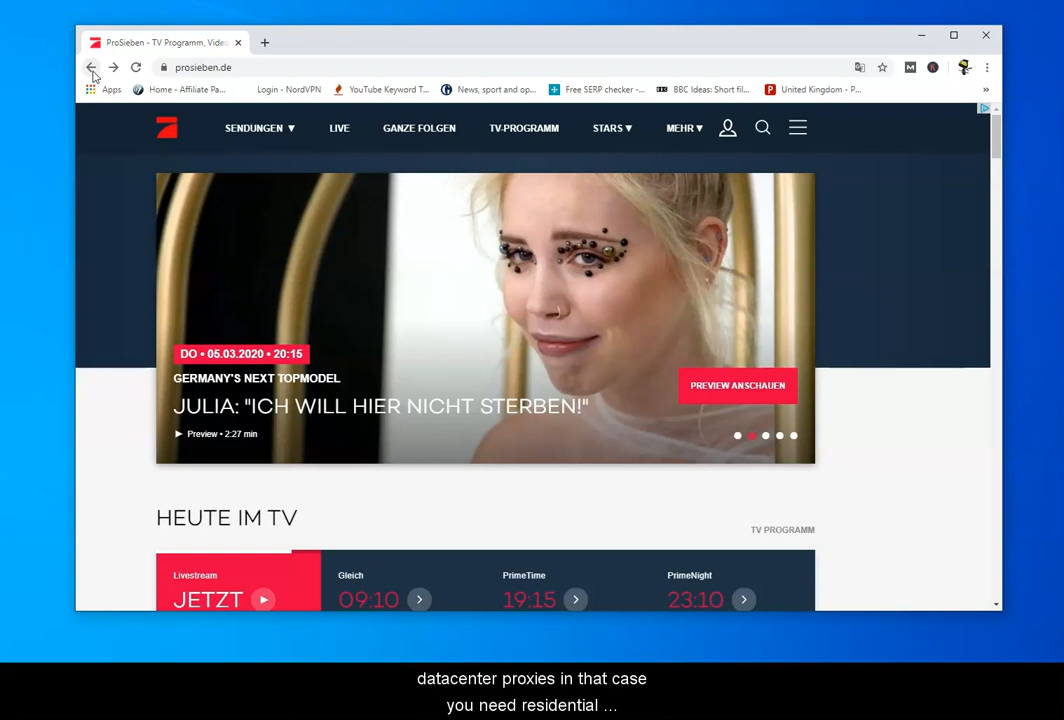 ProSieben - TV Programm, Vide
prosieben.de
Apps
Home - Affiliate Pa...
Login - NordVPN
YouTube Keyword T...
News, sport and op...
Free SERP checker -...
BBC Ideas: Short fil...
United Kingdom - P...
SENDUNGEN ▼ LIVE GANZE FOLGEN TV-PROGRAMM STARS ▼ MEHR ▼
DO • 05.03.2020 • 20:15
GERMANY'S NEXT TOPMODEL
JULIA: "ICH WILL HIER NICHT STERBEN!"
Preview • 2:27 min
PREVIEW ANSCHAUEN
HEUTE IM TV
TV PROGRAMM
Livestream
JETZT
Gleich
09:10
PrimeTime
19:15
PrimeNight
23:10
datacenter proxies in that case
you need residential ...